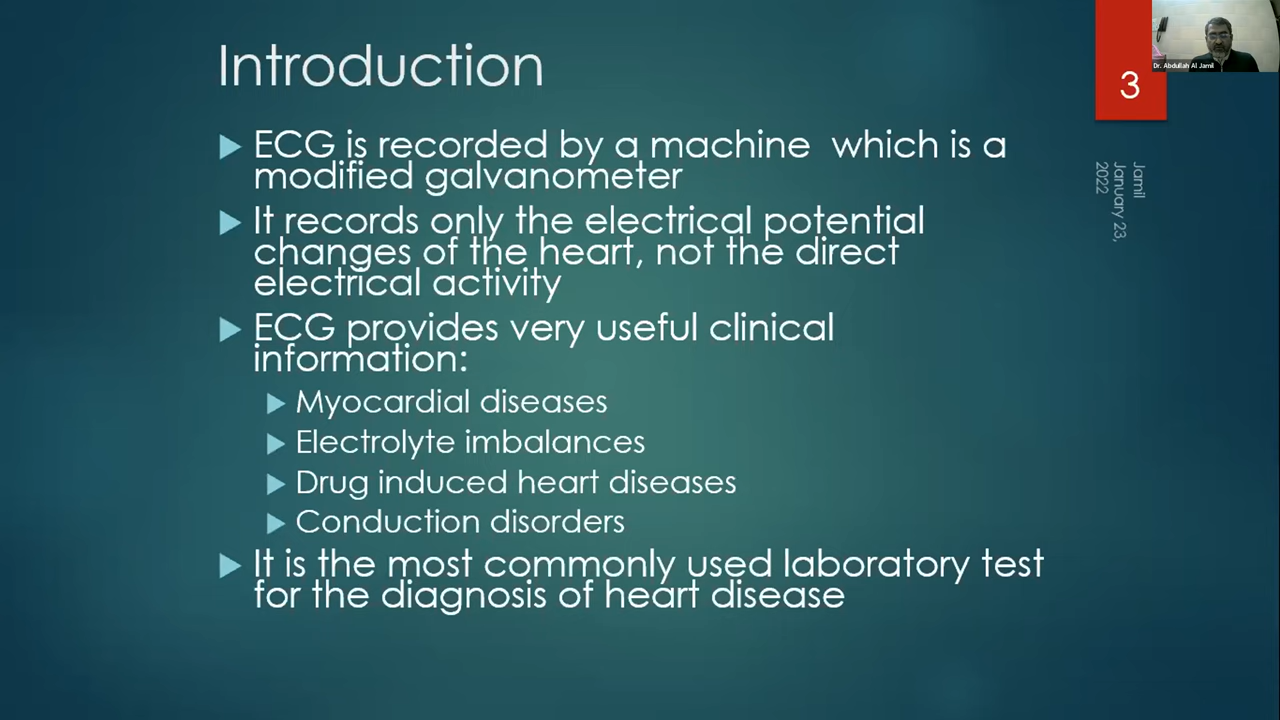 Introduction
ECG is recorded by a machine which is a
modified galvanometer
It records only the electrical potential
changes of the heart, not the direct
electrical activity
ECG provides very useful clinical
information:
Myocardial diseases
Electrolyte imbalances
Drug induced heart diseases
Conduction disorders
It is the most commonly used laboratory test
for the diagnosis of heart disease
3
Dr. Abdullah Al Jamil
Jamil
January 23,
2022